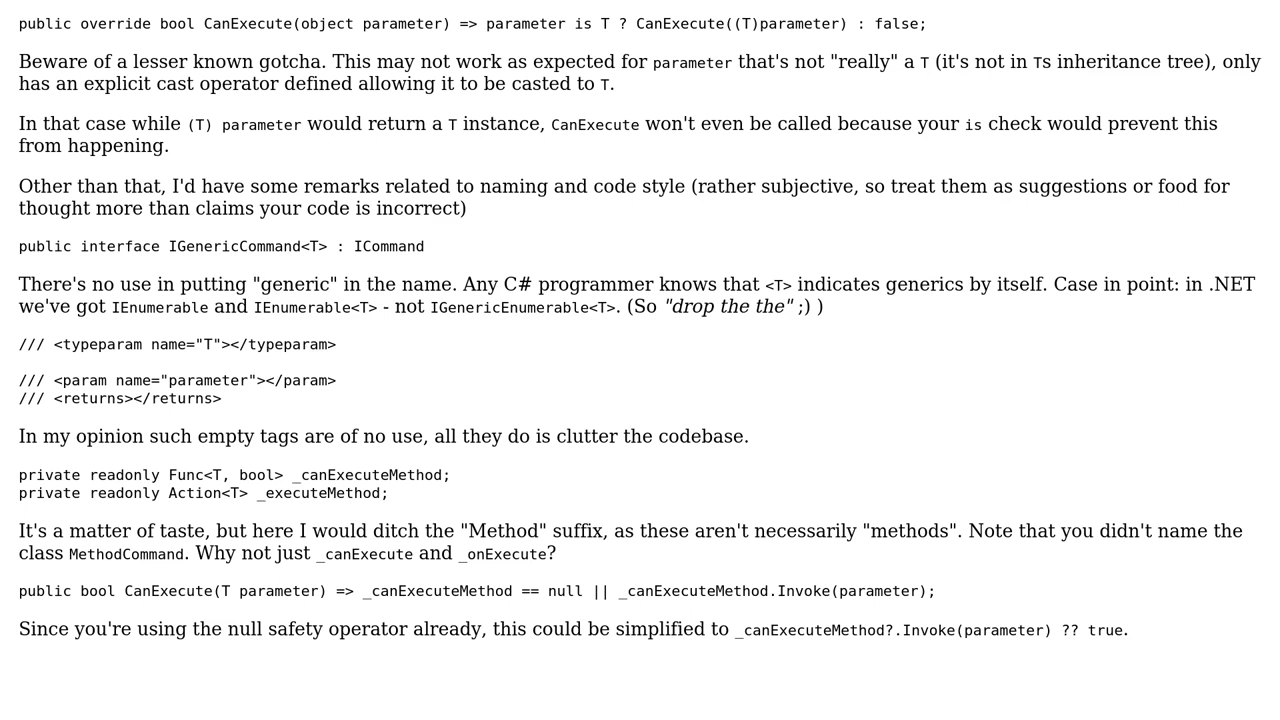 public override bool CanExecute(object parameter) => parameter is T ? CanExecute((T)parameter) : false;
Beware of a lesser known gotcha. This may not work as expected for parameter that's not "really" a T (it's not in Ts inheritance tree), only
has an explicit cast operator defined allowing it to be casted to T.
In that case while (T) parameter would return a T instance, CanExecute won't even be called because your is check would prevent this
from happening.
Other than that, I'd have some remarks related to naming and code style (rather subjective, so treat them as suggestions or food for
thought more than claims your code is incorrect)
public interface IGenericCommand<T> : ICommand
There's no use in putting "generic" in the name. Any C# programmer knows that <T> indicates generics by itself. Case in point: in .NET
we've got IEnumerable and IEnumerable<T> - not IGenericEnumerable<T>. (So "drop the the" ;) )
/// <typeparam name="T"></typeparam>
/// <param name="parameter"></param>
/// <returns></returns>
In my opinion such empty tags are of no use, all they do is clutter the codebase.
private readonly Func<T, bool> _canExecuteMethod;
private readonly Action<T> _executeMethod;
It's a matter of taste, but here I would ditch the "Method" suffix, as these aren't necessarily "methods". Note that you didn't name the
class MethodCommand. Why not just _canExecute and _onExecute?
public bool CanExecute(T parameter) => _canExecuteMethod == null || _canExecuteMethod.Invoke(parameter);
Since you're using the null safety operator already, this could be simplified to _canExecuteMethod?.Invoke(parameter) ?? true.